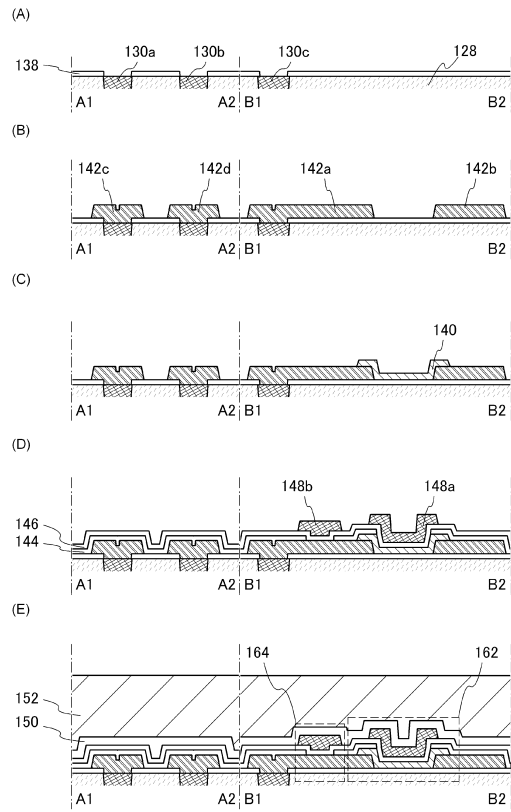 (A)
130a 130b 130c 128
138
A1 A2 B1 B2
(B)
142c 142d 142a 142b
A1 A2 B1 B2
(C)
140
A1 A2 B1 B2
(D)
148b 148a
146
144
A1 A2 B1 B2
(E)
164 162
152
150
A1 A2 B1 B2